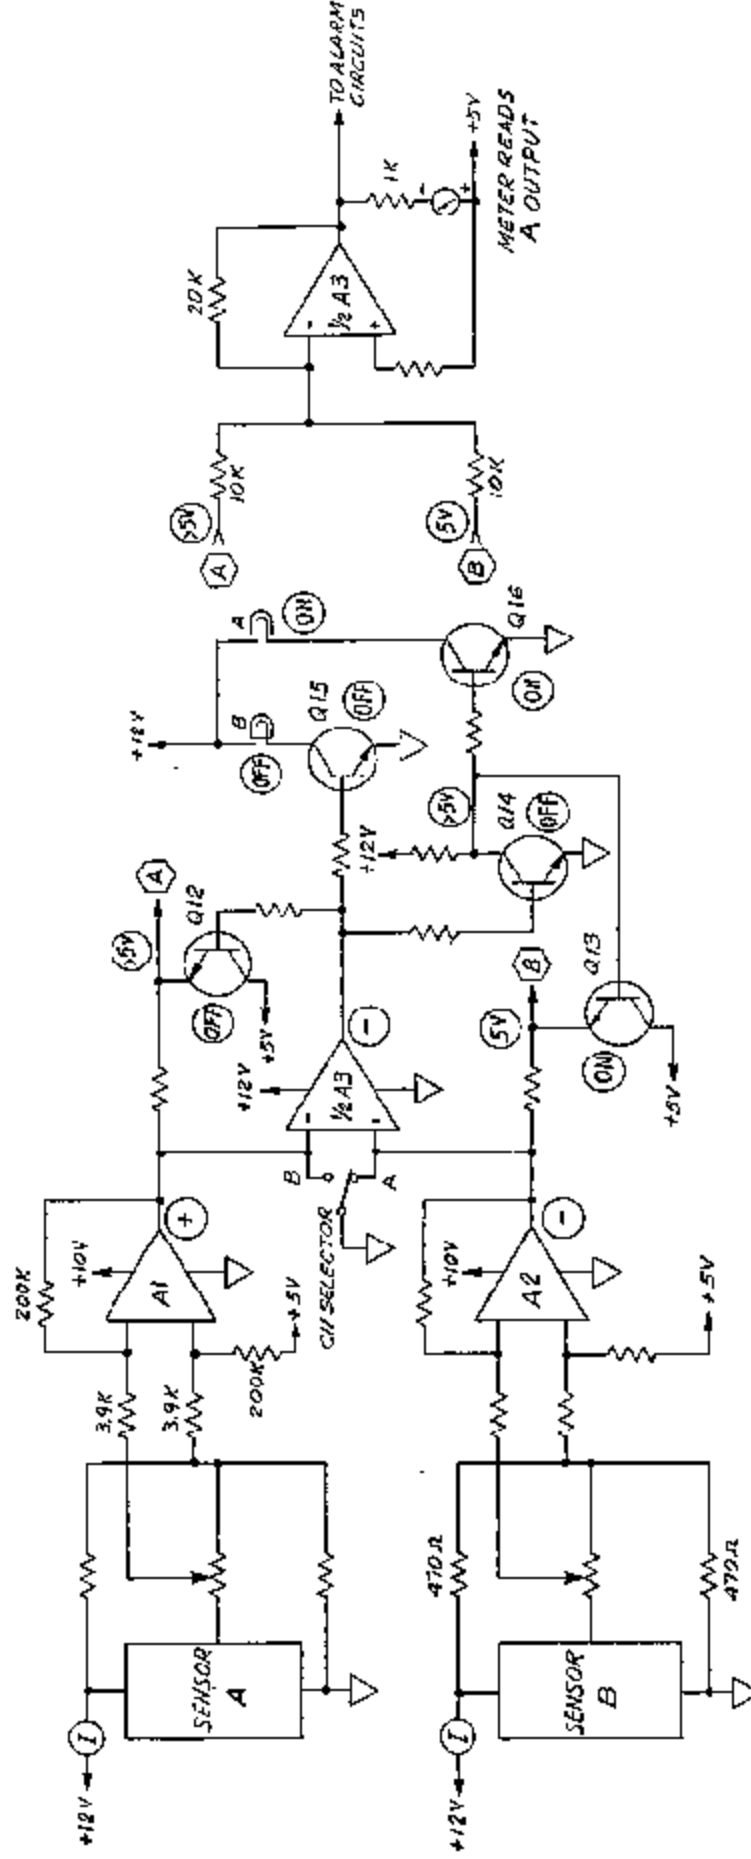 TO ALARM
CIRCUITS
20K
½ A3
-
+
1K
-
+
+5V
METER READS
A OUTPUT
>5V
A
10K
5V
B
10K
+12V
B
OFF
A
ON
Q15
OFF
Q16
ON
>5V
A
Q12
OFF
+5V
+12V
½ A3
-
-
+12V
>5V
Q14
OFF
5V
B
Q13
ON
+5V
200K
+10V
A1
+
B
A
CH SELECTOR
+10V
A2
-
3.9K
3.9K
200K
+5V
+5V
+12V
I
SENSOR
A
+12V
I
470Ω
SENSOR
B
470Ω